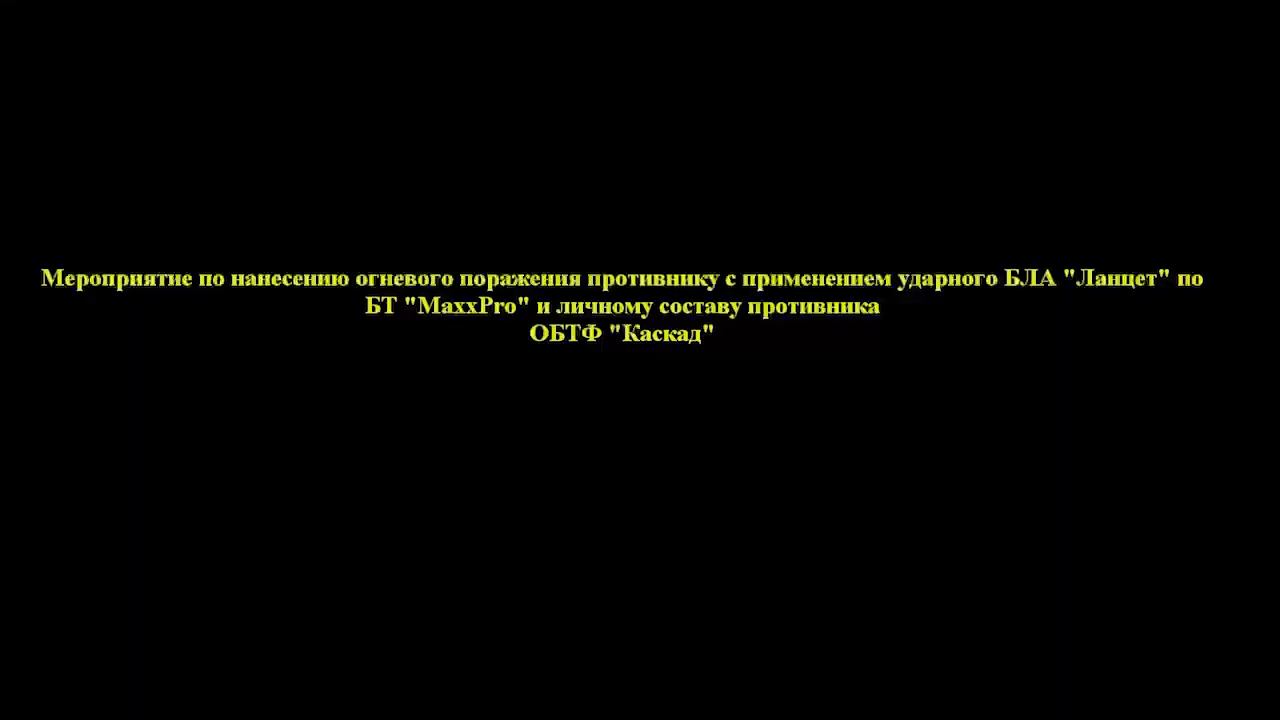 Мероприятие по нанесению огневого поражения противнику с применением ударного БЛА "Ланцет" по
БТ "MaxxPro" и личному составу противника
ОБТФ "Каскад"